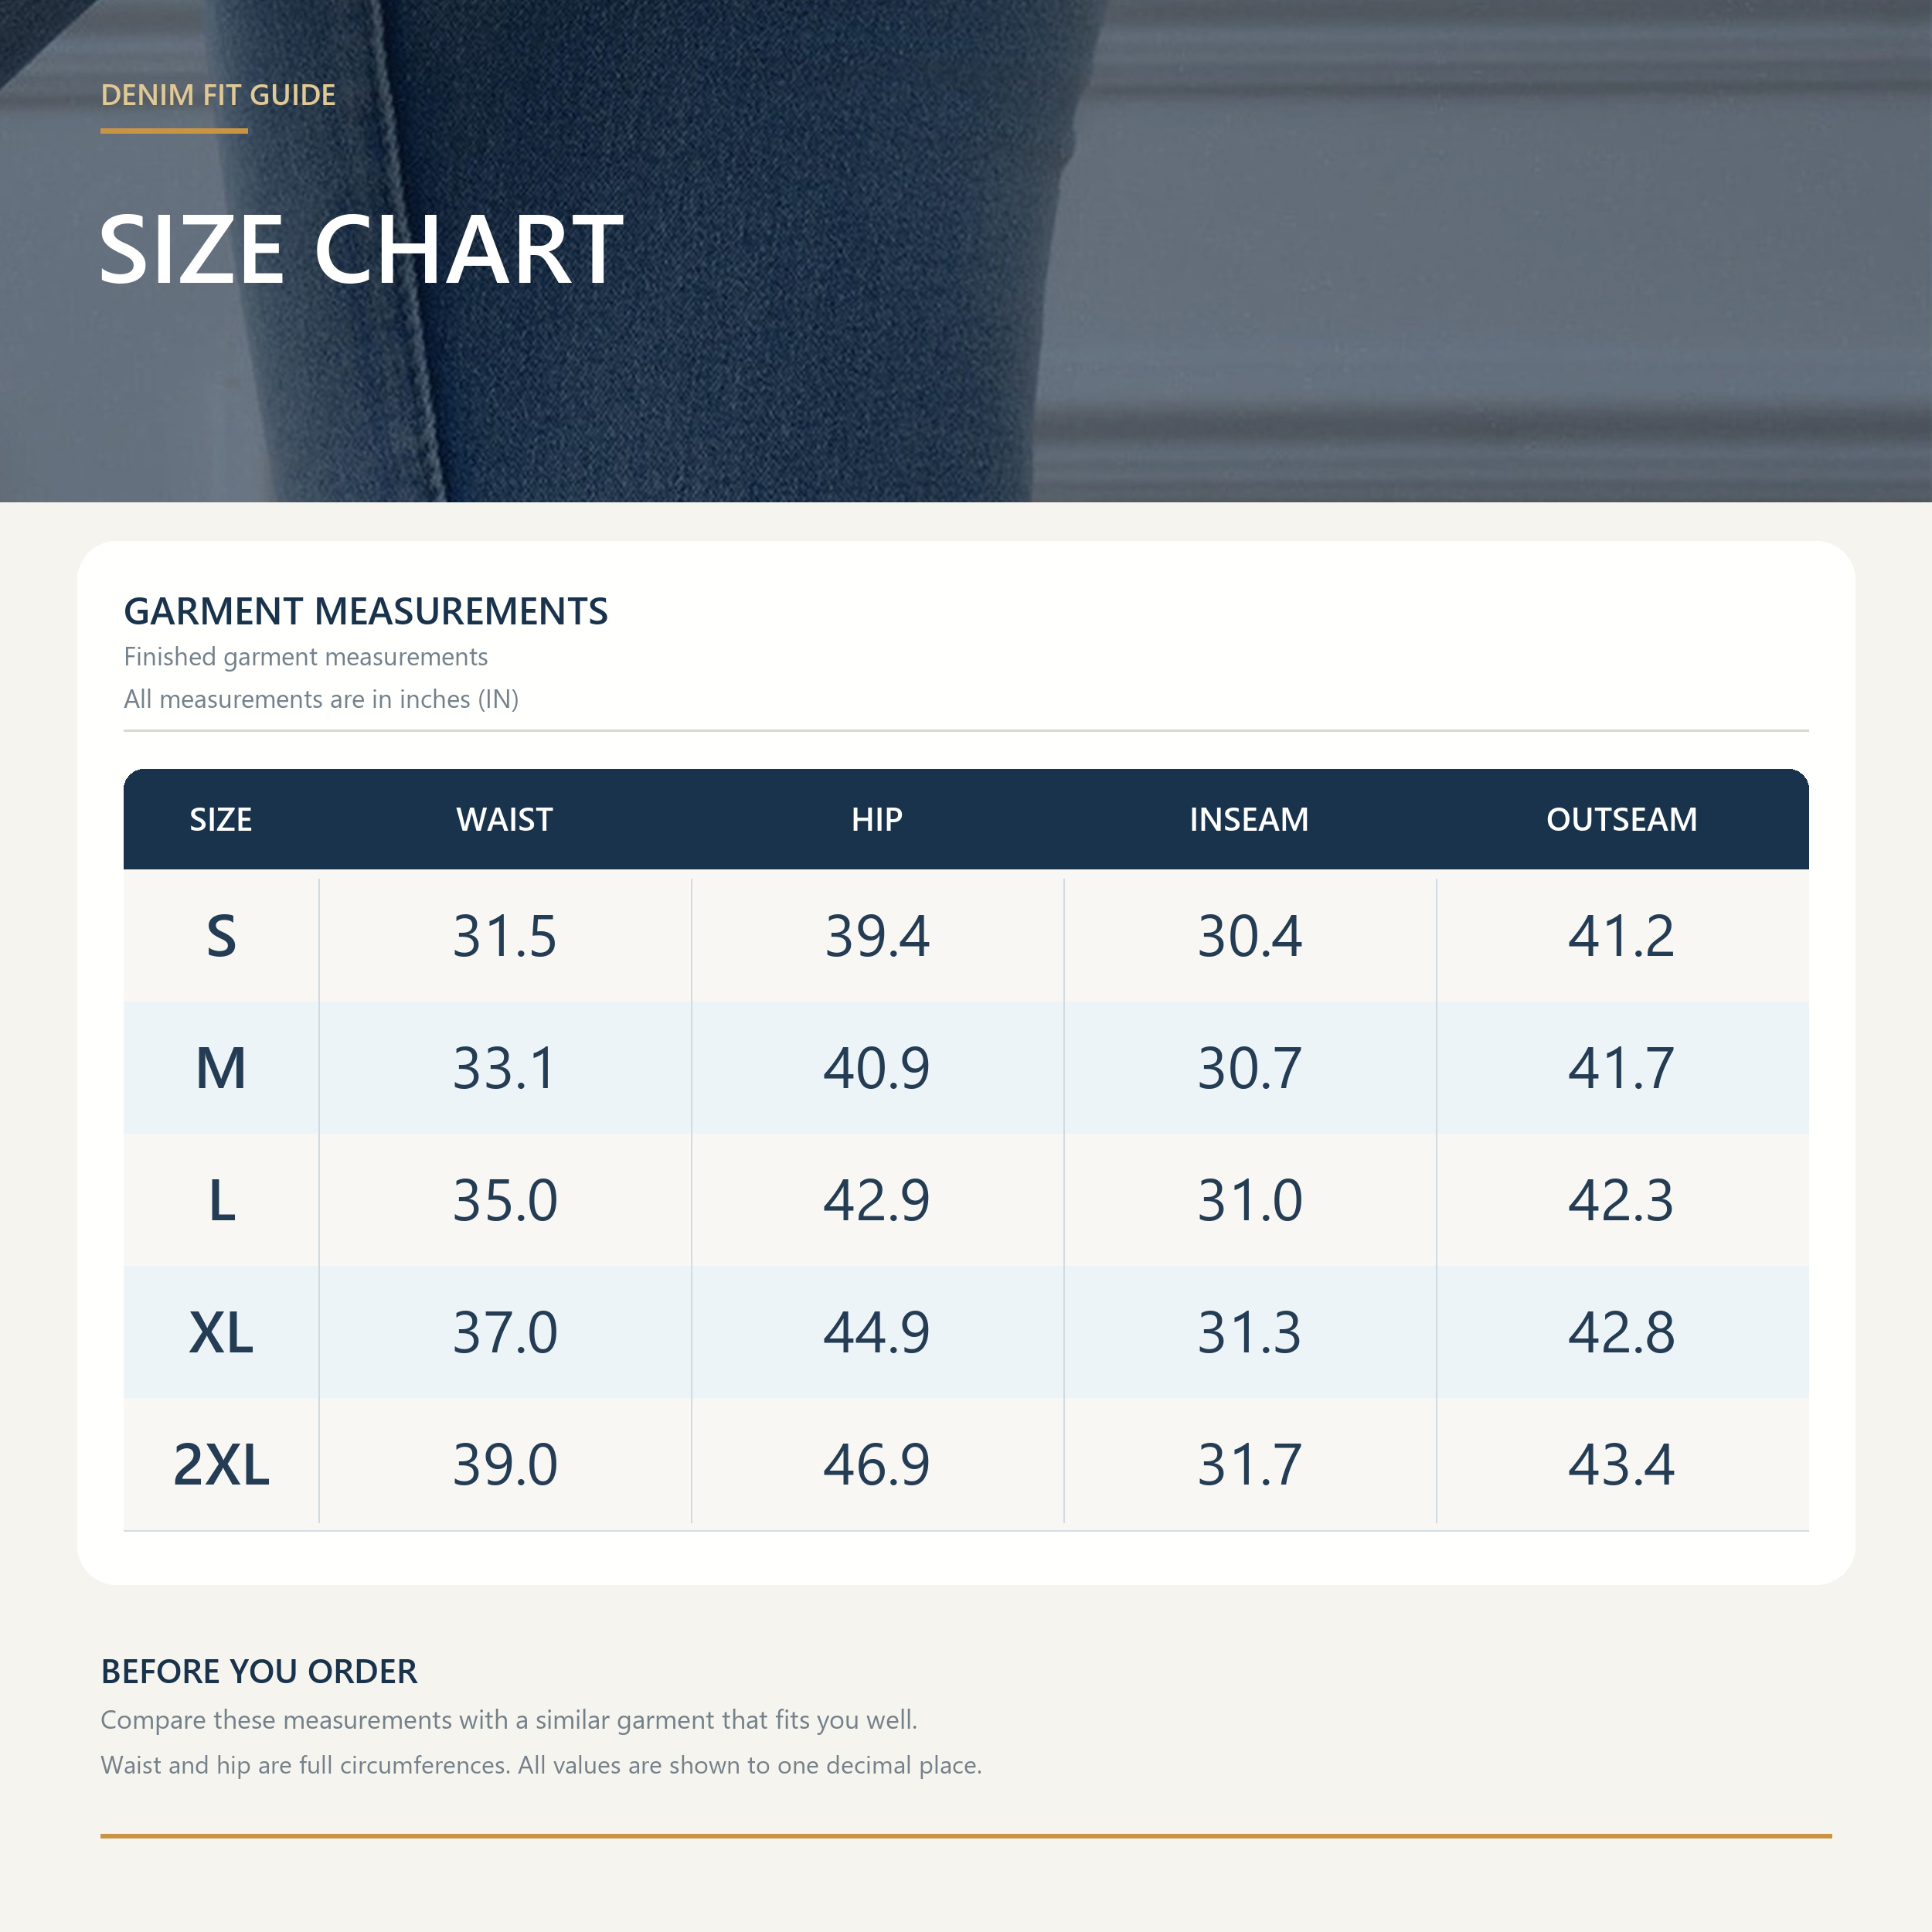 DENIM FIT GUIDE
SIZE CHART
GARMENT MEASUREMENTS
Finished garment measurements
All measurements are in inches (IN)
SIZE WAIST HIP INSEAM OUTSEAM
S 31.5 39.4 30.4 41.2
M 33.1 40.9 30.7 41.7
L 35.0 42.9 31.0 42.3
XL 37.0 44.9 31.3 42.8
2XL 39.0 46.9 31.7 43.4
BEFORE YOU ORDER
Compare these measurements with a similar garment that fits you well.
Waist and hip are full circumferences. All values are shown to one decimal place.